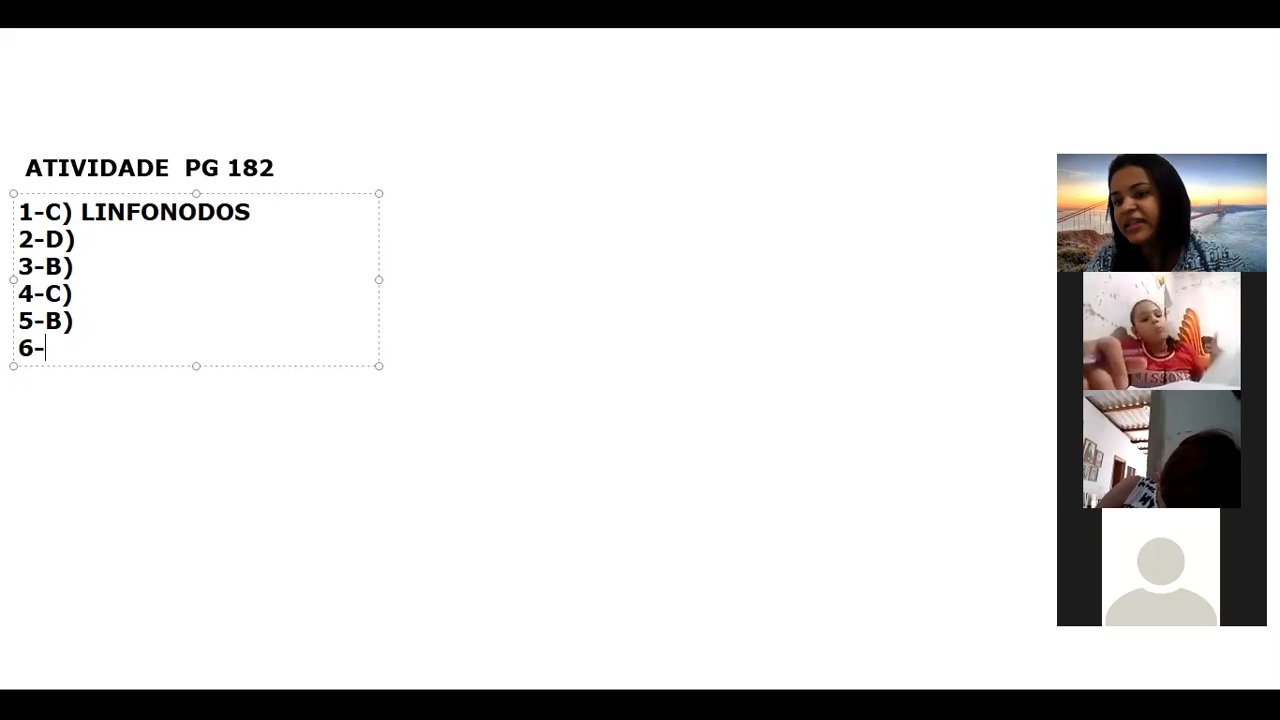 ATIVIDADE PG 182
1-C) LINFONODOS
2-D)
3-B)
4-C)
5-B)
6-